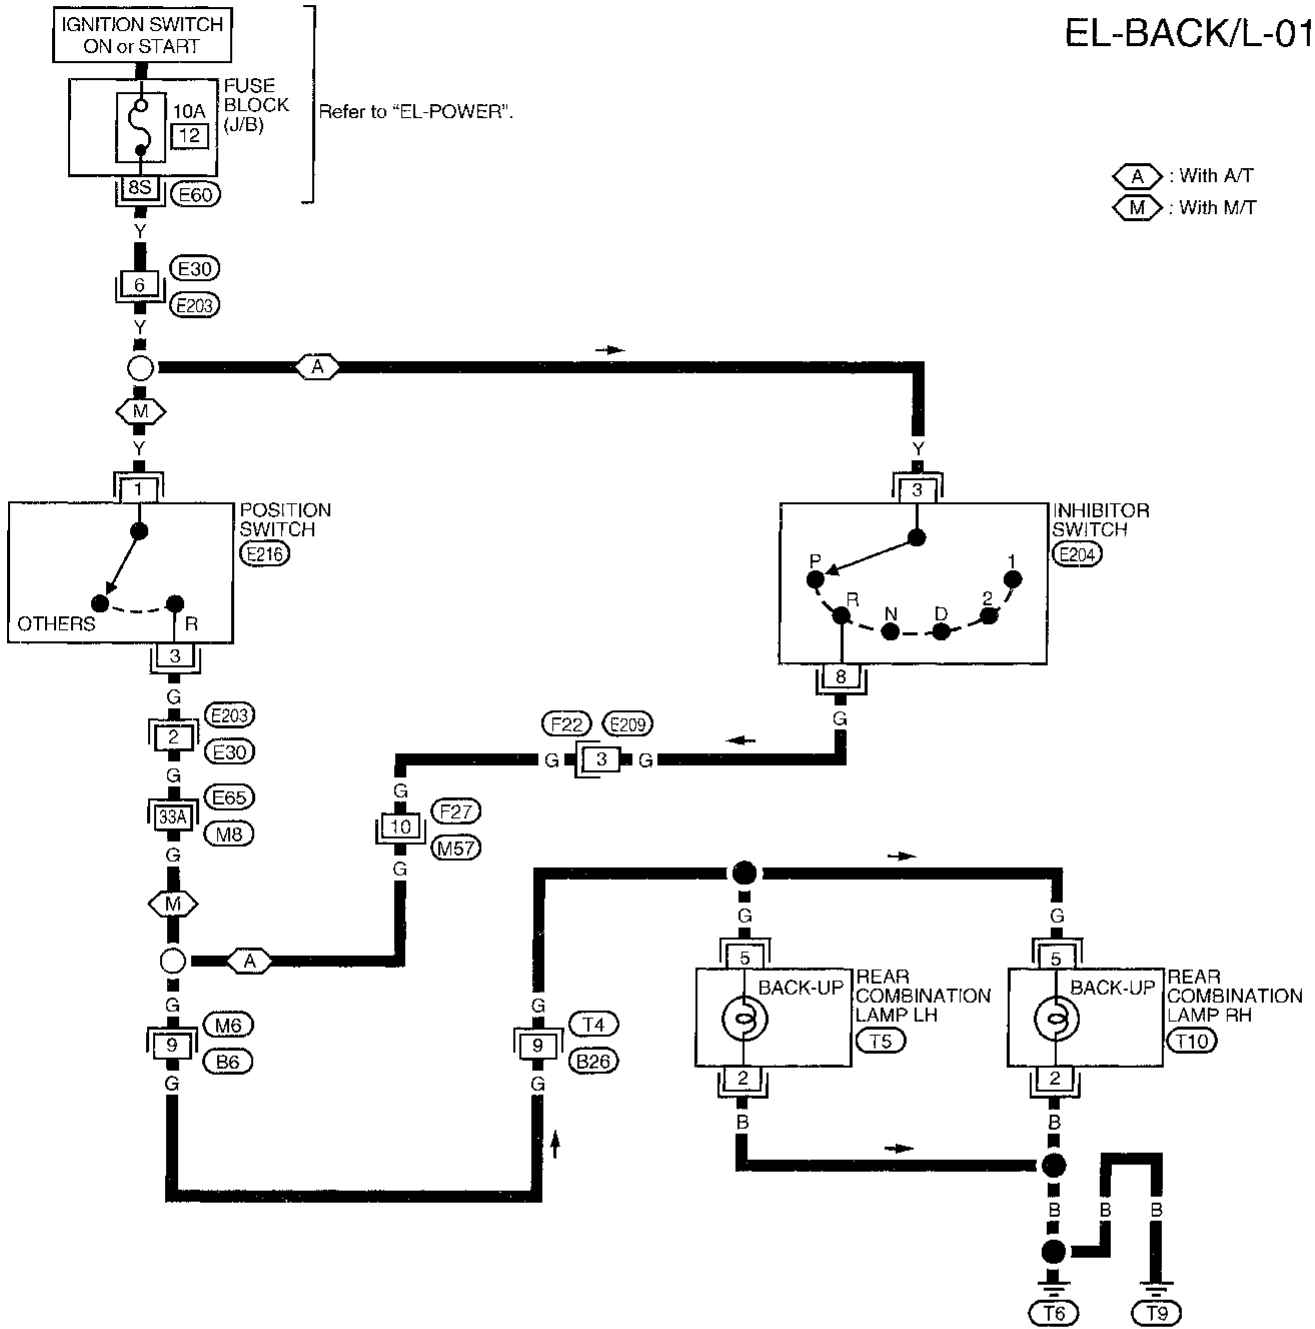 EL-BACK/L-01
IGNITION SWITCH
ON or START
FUSE
BLOCK
(J/B)
10A
12
Refer to "EL-POWER".
8S
E60
A : With A/T
M : With M/T
Y
6
E30
E203
Y
A
M
Y
Y
1
3
POSITION
SWITCH
E216
OTHERS
R
INHIBITOR
SWITCH
E204
P
R
N
D
2
1
3
8
G
G
2
E203
E30
F22
E209
G
3
G
G
33A
E65
M8
G
10
F27
M57
G
G
M
A
G
G
5
5
BACK-UP
REAR
COMBINATION
LAMP LH
T5
BACK-UP
REAR
COMBINATION
LAMP RH
T10
G
9
M6
B6
G
G
9
T4
B26
G
2
2
B
B
B
B
B
T6
T9